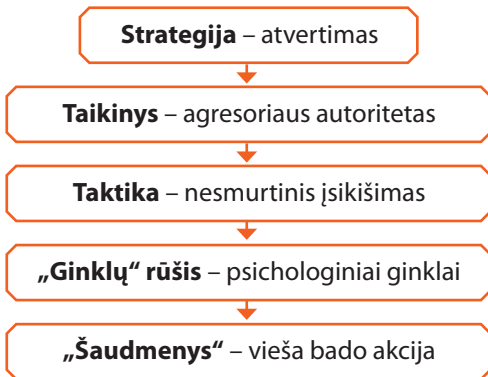 Strategija – atvertimas
Taikinys – agresoriaus autoritetas
Taktika – nesmurtinis įsikišimas
„Ginklų“ rūšis – psichologiniai ginklai
„Šaudmenys“ – vieša bado akcija